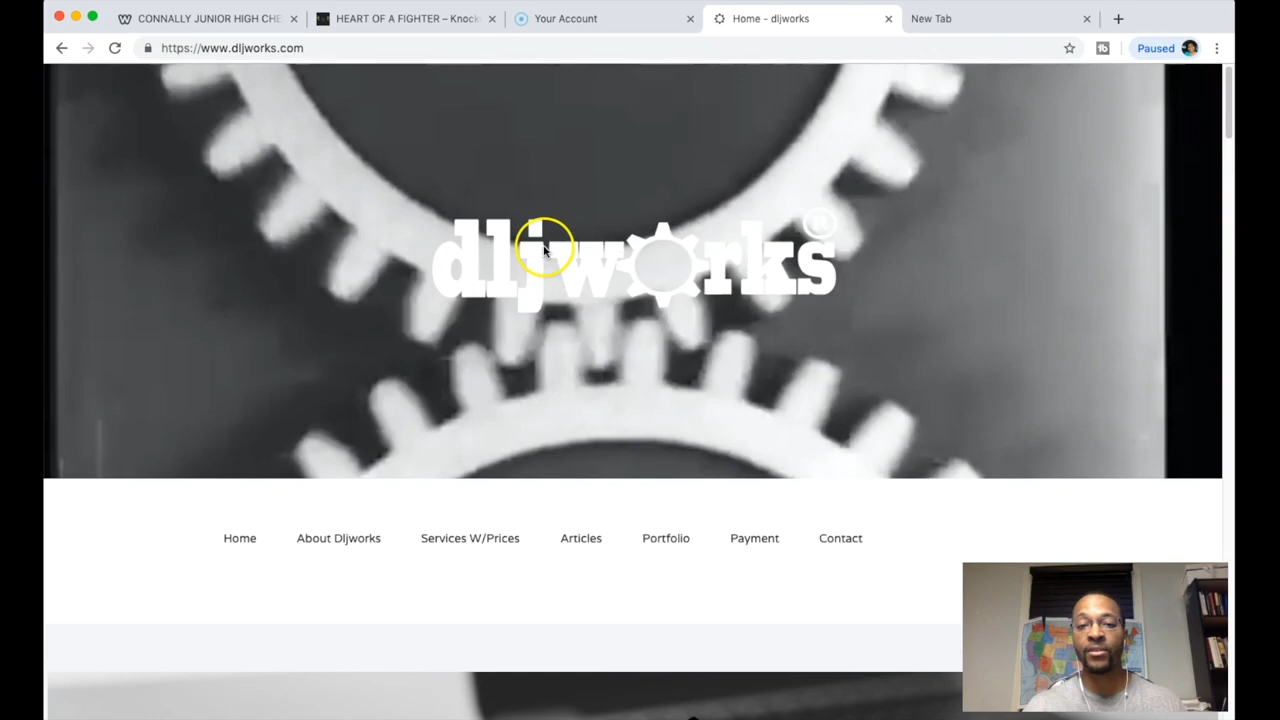 CONNALLY JUNIOR HIGH CHE
HEART OF A FIGHTER – Knock
Your Account
Home - dljworks
New Tab
https://www.dljworks.com
Paused
dljworks®
Home
About Dljworks
Services W/Prices
Articles
Portfolio
Payment
Contact